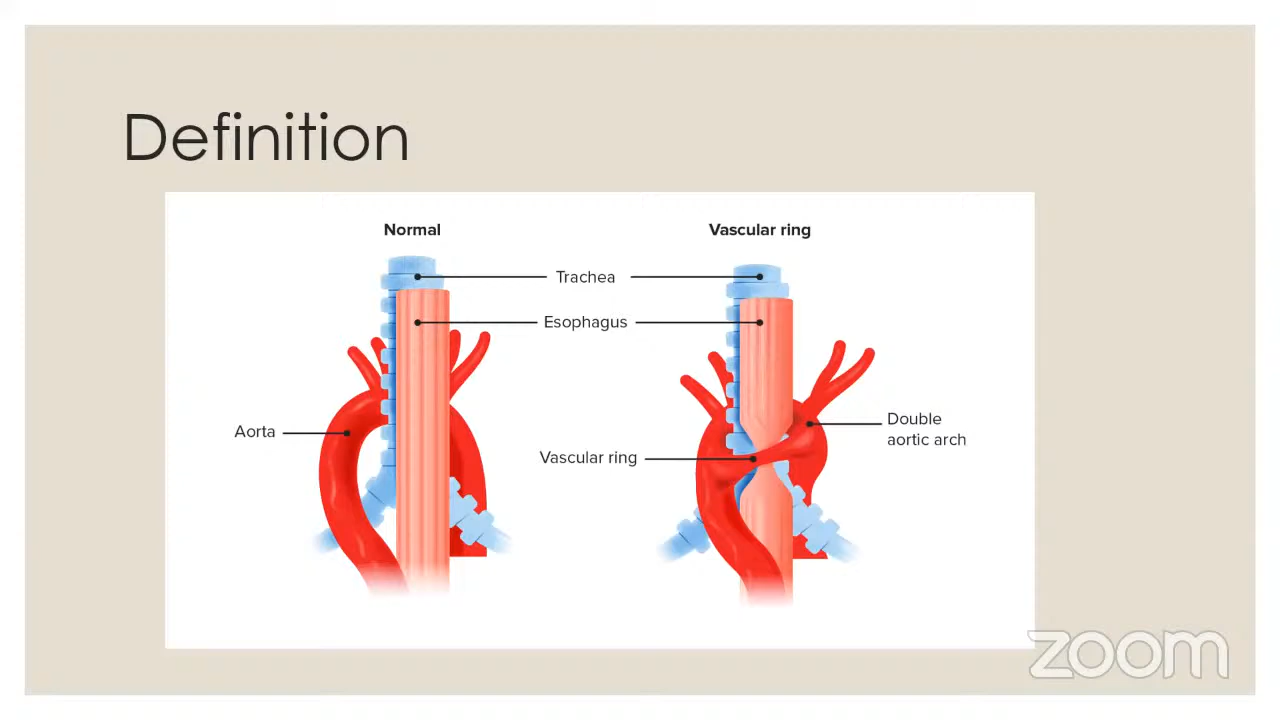 Definition
Normal
Vascular ring
Trachea
Esophagus
Aorta
Double
aortic arch
Vascular ring
zoom